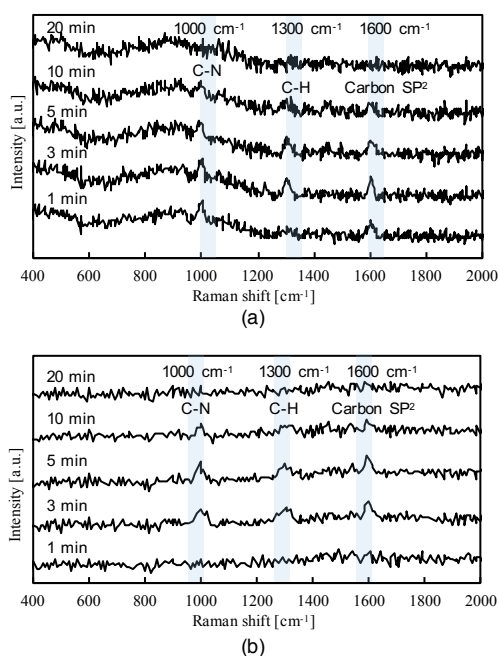 20 min 1000 cm-1 1300 cm-1 1600 cm-1
C-N C-H Carbon SP2
10 min
5 min
3 min
1 min
Intensity [a.u.]
400 600 800 1000 1200 1400 1600 1800 2000
Raman shift [cm-1]
(a)
1000 cm-1 1300 cm-1 1600 cm-1
20 min
C-N C-H Carbon SP2
10 min
5 min
3 min
1 min
Intensity [a.u.]
400 600 800 1000 1200 1400 1600 1800 2000
Raman shift [cm-1]
(b)